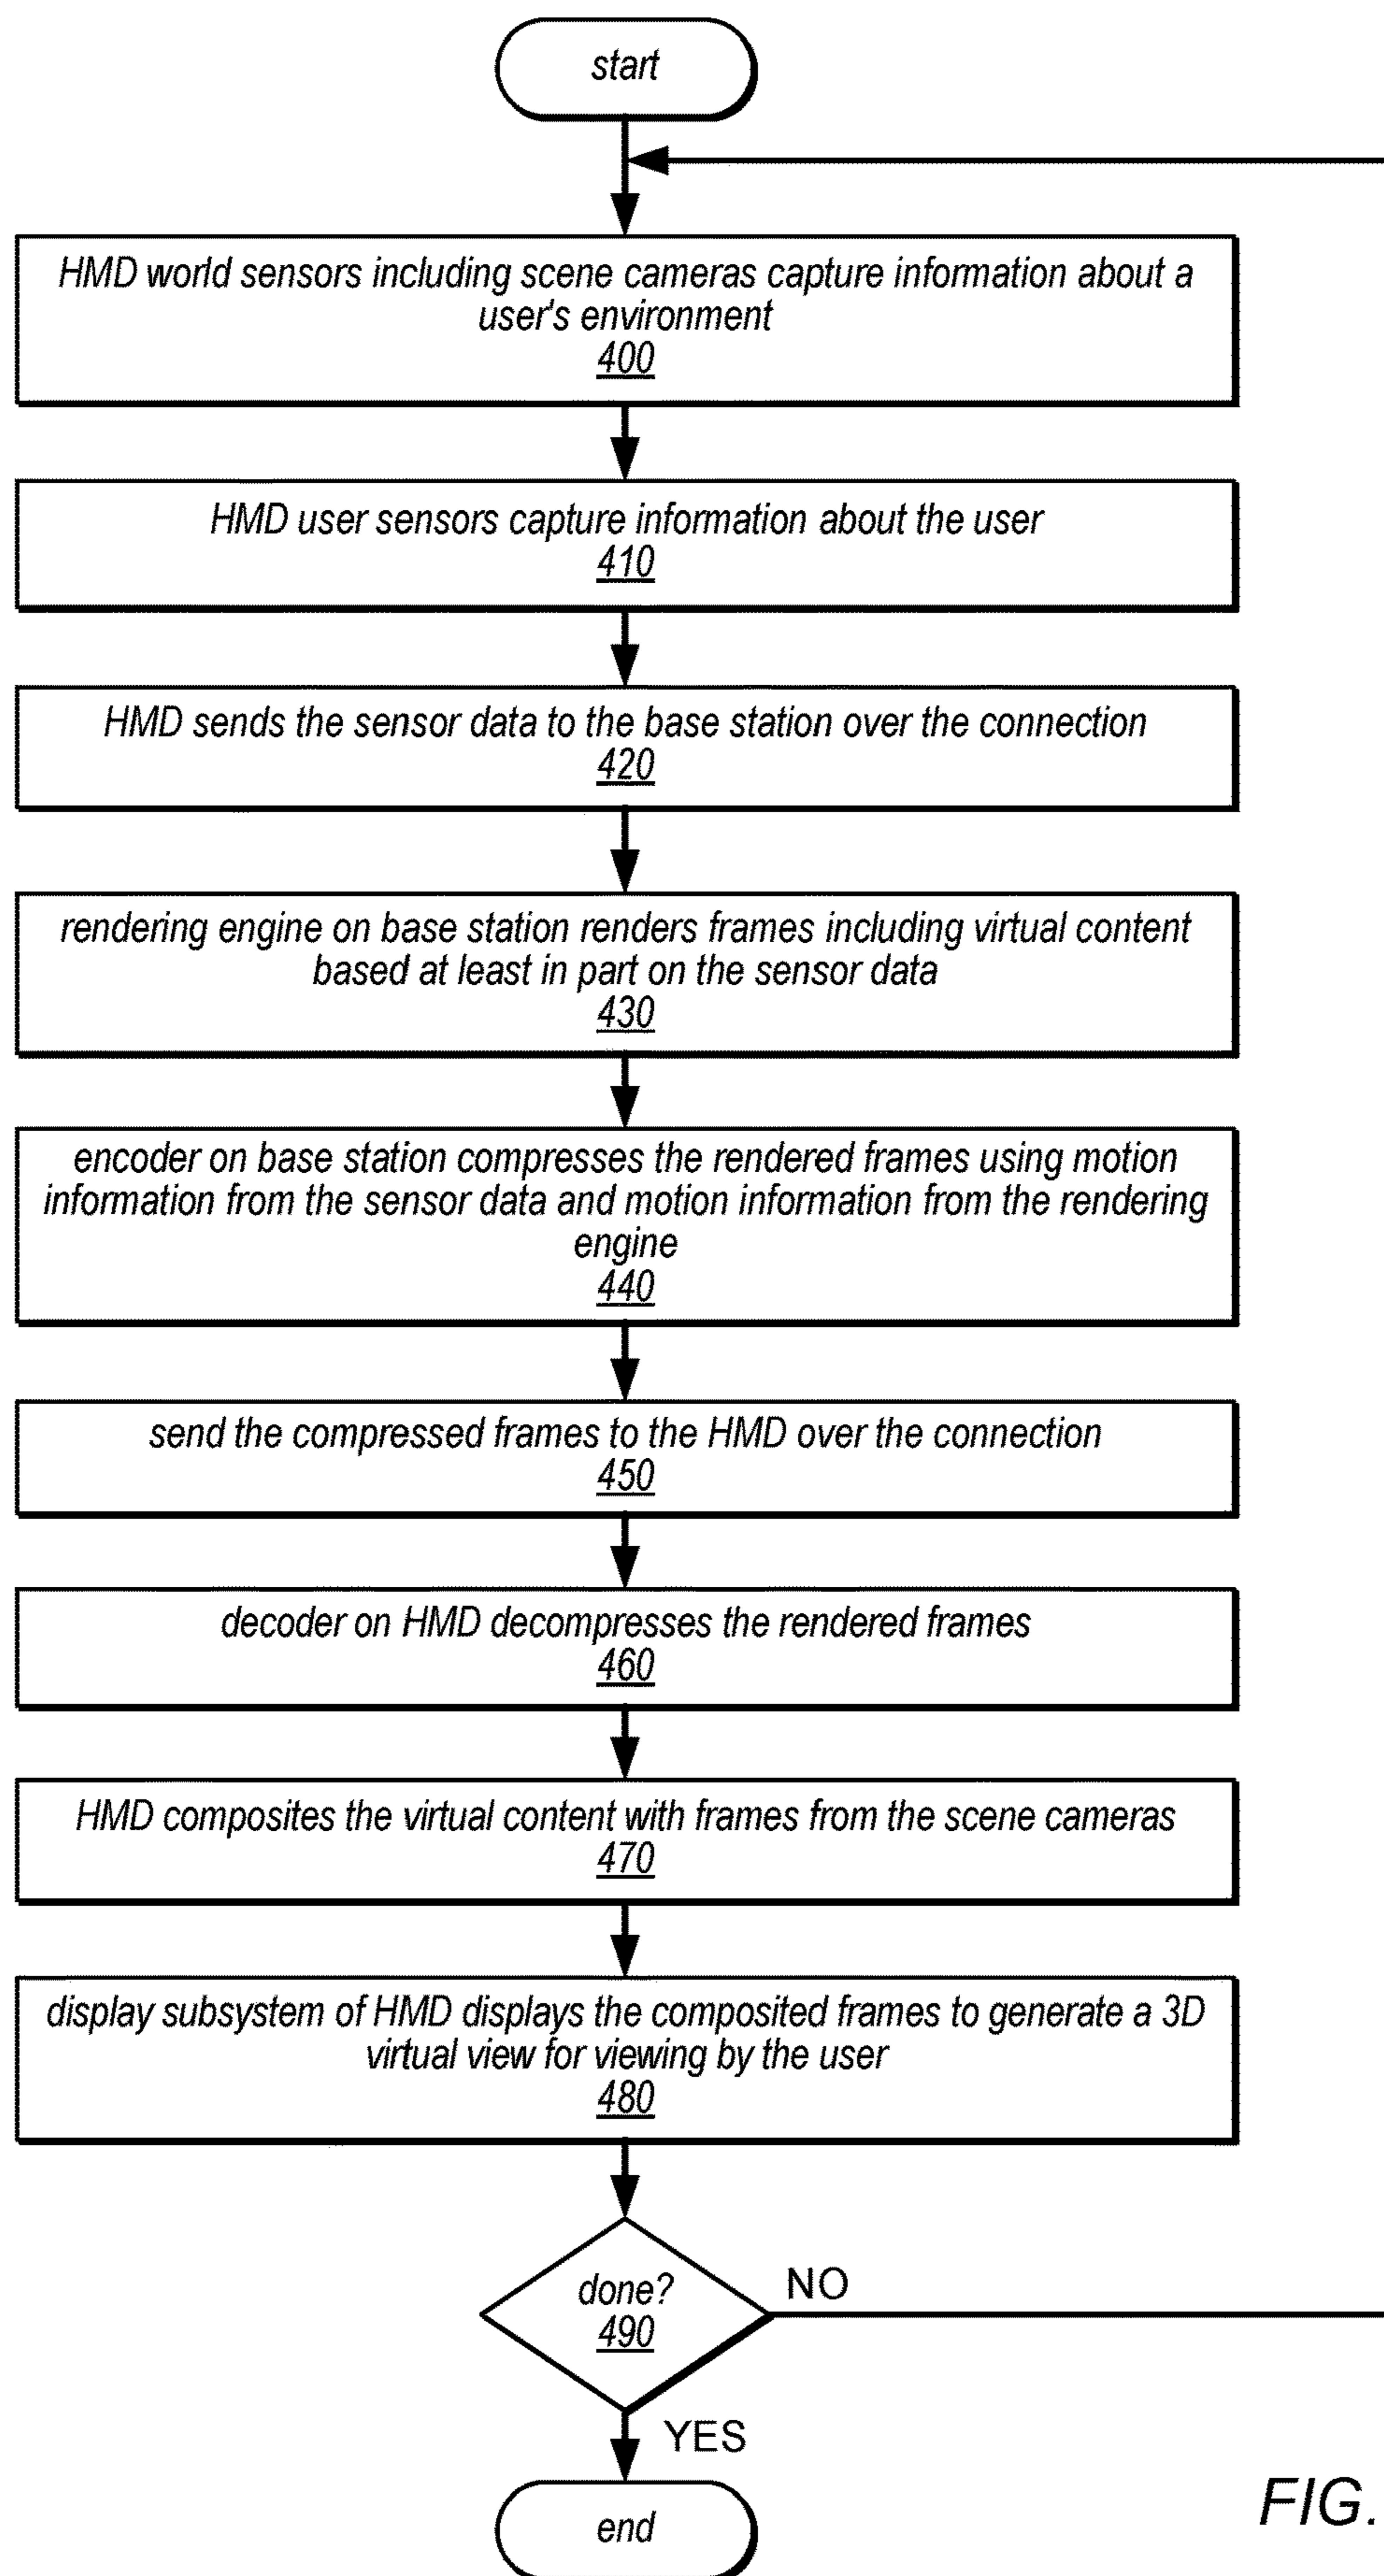 start
HMD world sensors including scene cameras capture information about a
user's environment
400
HMD user sensors capture information about the user
410
HMD sends the sensor data to the base station over the connection
420
rendering engine on base station renders frames including virtual content
based at least in part on the sensor data
430
encoder on base station compresses the rendered frames using motion
information from the sensor data and motion information from the rendering
engine
440
send the compressed frames to the HMD over the connection
450
decoder on HMD decompresses the rendered frames
460
HMD composites the virtual content with frames from the scene cameras
470
display subsystem of HMD displays the composited frames to generate a 3D
virtual view for viewing by the user
480
done?
490
NO
YES
end
FIG.